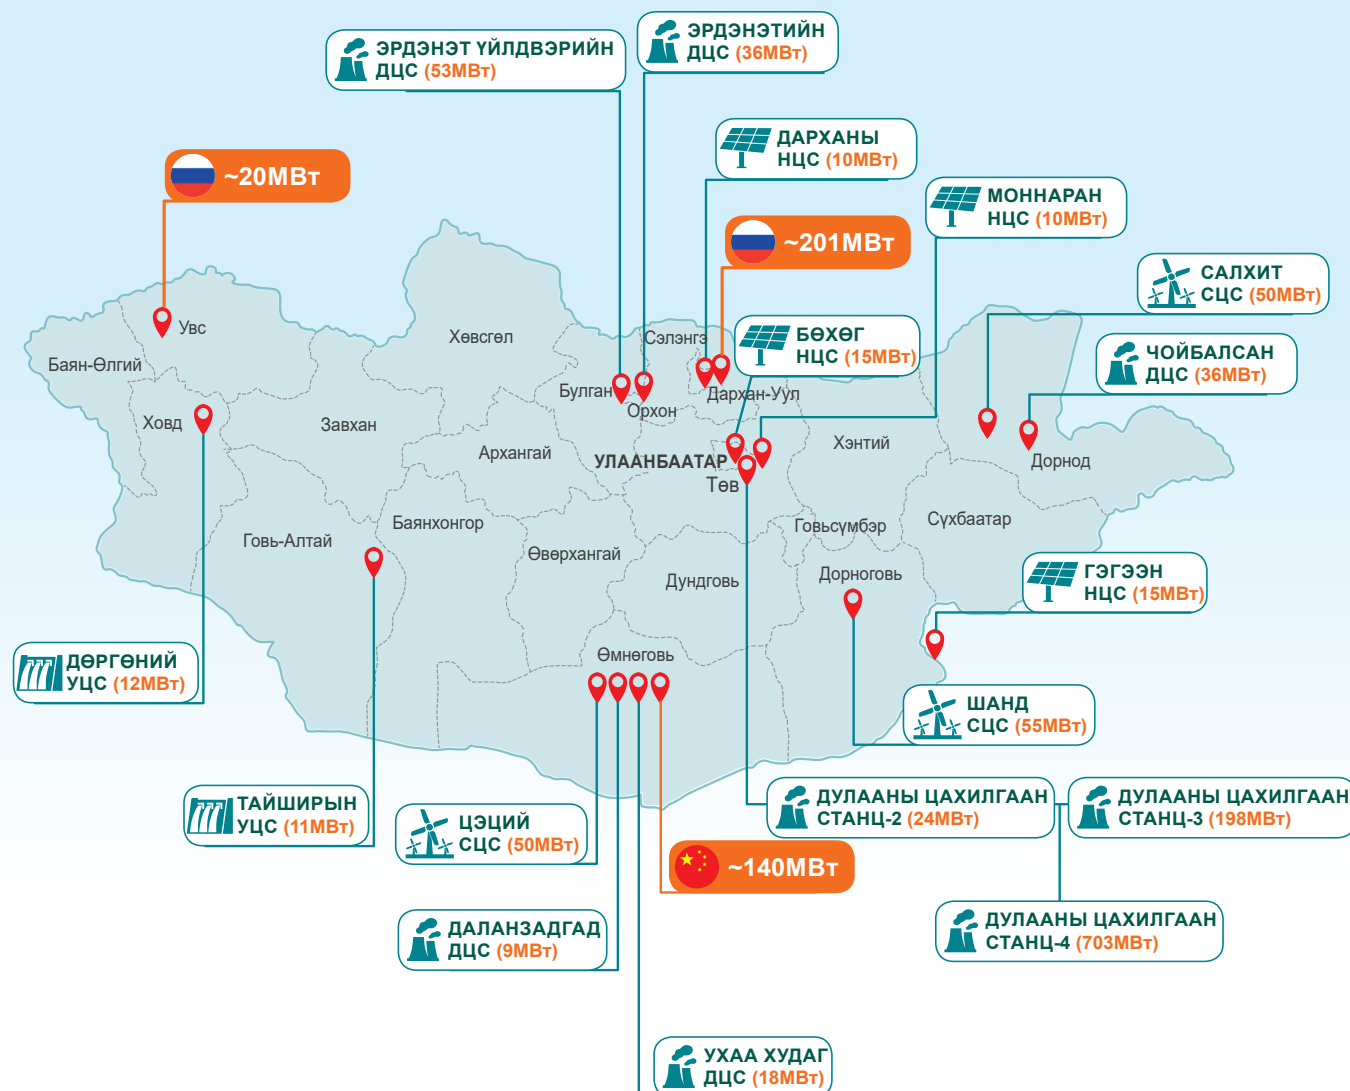 ЭРДЭНЭТ ҮЙЛДВЭРИЙН
ДЦС (53МВт)
ЭРДЭНЭТИЙН
ДЦС (36МВт)
ДАРХАНЫ
НЦС (10МВт)
~20МВт
МОННАРАН
НЦС (10МВт)
~201МВт
САЛХИТ
СЦС (50МВт)
БӨХӨГ
НЦС (15МВт)
ЧОЙБАЛСАН
ДЦС (36МВт)
Увс
Хөвсгөл
Сэлэнгэ
Баян-Өлгий
Булган
Орхон
Дархан-Уул
Ховд
Завхан
Архангай
УЛААНБААТАР
Төв
Хэнтий
Дорнод
Говь-Алтай
Баянхонгор
Өвөрхангай
Говьсүмбэр
Сүхбаатар
Дундговь
Дорноговь
Өмнөговь
ГЭГЭЭН
НЦС (15МВт)
ДӨРГӨНИЙ
УЦС (12МВт)
ШАНД
СЦС (55МВт)
ТАЙШИРЫН
УЦС (11МВт)
ЦЭЦИЙ
СЦС (50МВт)
ДУЛААНЫ ЦАХИЛГААН
СТАНЦ-2 (24МВт)
ДУЛААНЫ ЦАХИЛГААН
СТАНЦ-3 (198МВт)
~140МВт
ДАЛАНЗАДГАД
ДЦС (9МВт)
ДУЛААНЫ ЦАХИЛГААН
СТАНЦ-4 (703МВт)
УХАА ХУДАГ
ДЦС (18МВт)